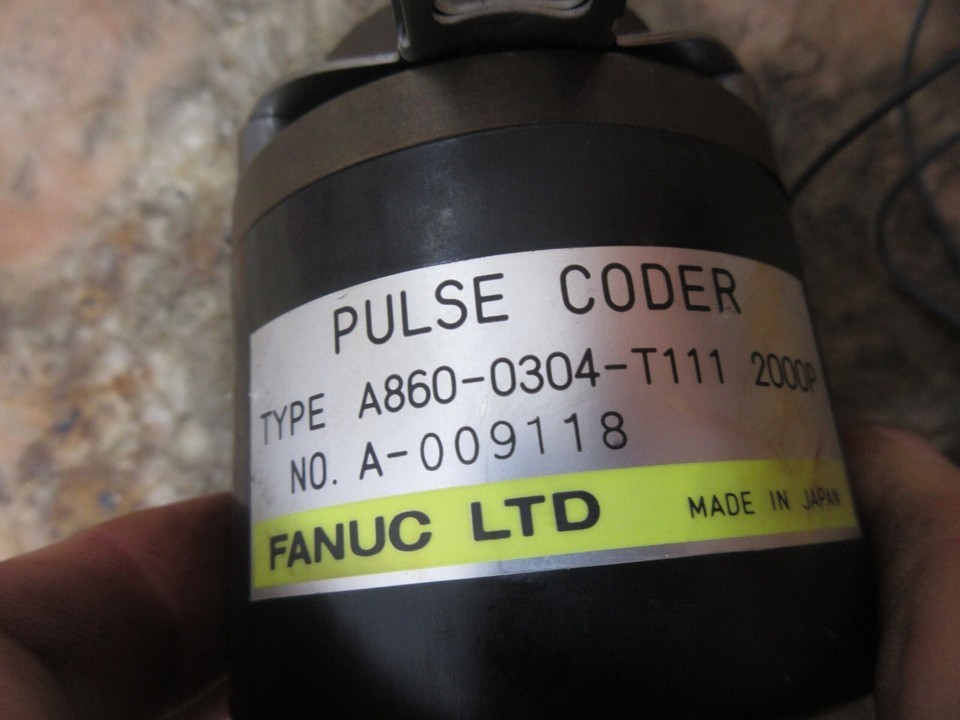 PULSE CODER
TYPE A860-0304-T111 2000P
NO. A-009118
FANUC LTD MADE IN JAPAN